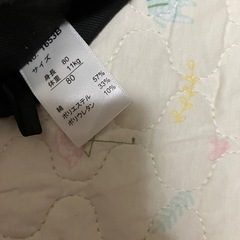 サイズ 80
身長 11kg
体重 80
綿 57%
ポリエステル 33%
ポリウレタン 10%